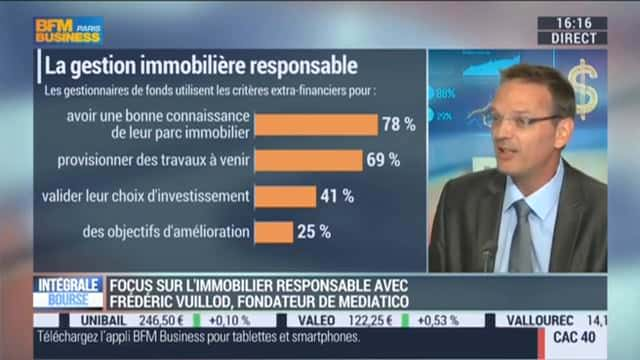 BFM PARIS
BUSINESS
16:16
DIRECT
La gestion immobilière responsable
Les gestionnaires de fonds utilisent les critères extra-financiers pour :
avoir une bonne connaissance
de leur parc immobilier
78 %
provisionner des travaux à venir
69 %
valider leur choix d'investissement
41 %
des objectifs d'amélioration
25 %
$
INTÉGRALE
BOURSE
FOCUS SUR L'IMMOBILIER RESPONSABLE AVEC
FRÉDÉRIC VUILLOD, FONDATEUR DE MEDIATICO
UNIBAIL 246,50 € +0,10 % VALEO 122,25 € +0,53 % VALLOUREC 14,1
Téléchargez l'appli BFM Business pour tablettes et smartphones.
CAC 40